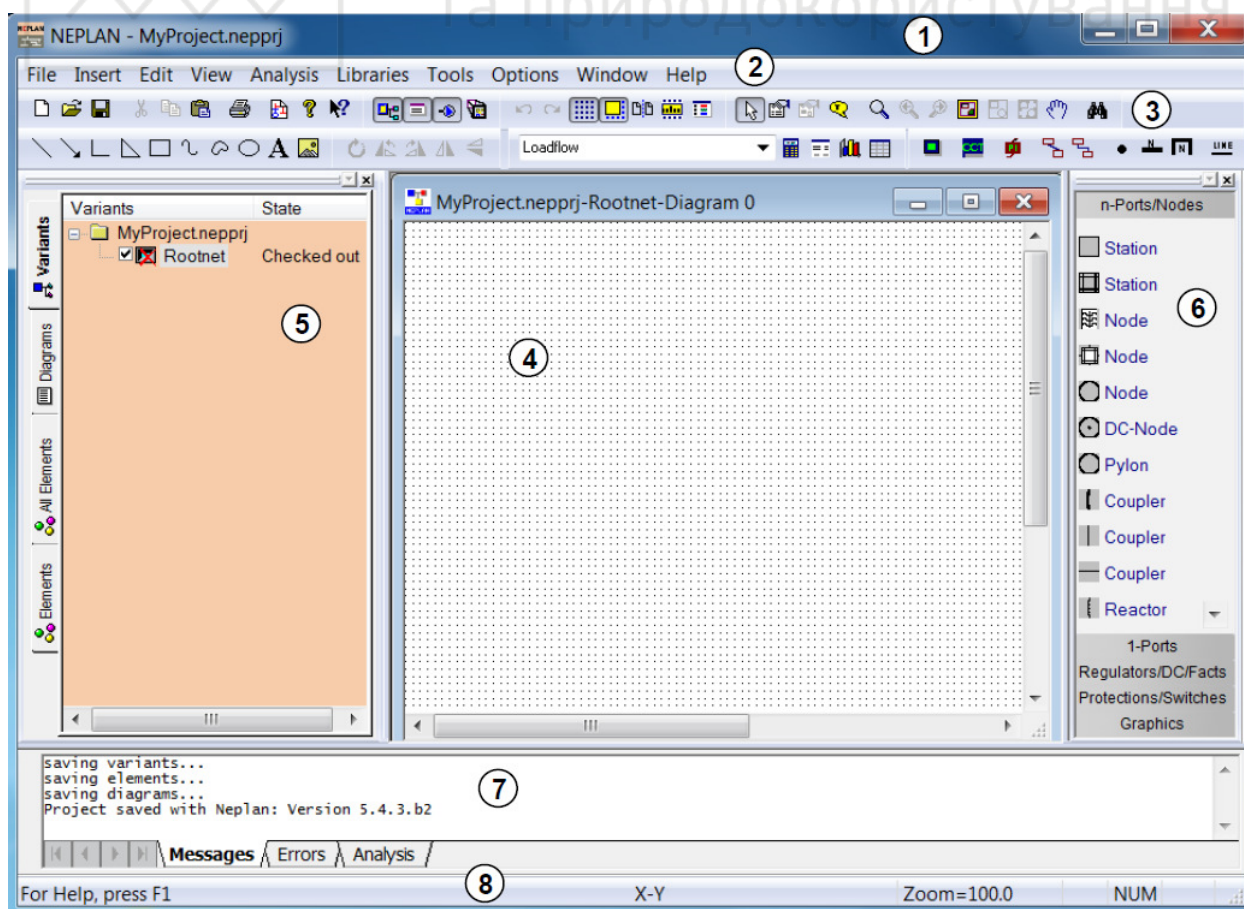 та природокористування
NEPLAN - MyProject.nepprj
1
File Insert Edit View Analysis Libraries Tools Options Window Help
2
3
A
Loadflow
CCT
N
N
LINE
Variants
Diagrams
All Elements
Elements
Variants State
MyProject.nepprj
Rootnet Checked out
5
NEPLAN
MyProject.nepprj-Rootnet-Diagram 0
4
n-Ports/Nodes
Station
Station
6
Node
Node
Node
DC-Node
Pylon
Coupler
Coupler
Coupler
Reactor
1-Ports
Regulators/DC/Facts
Protections/Switches
Graphics
saving variants...
saving elements...
saving diagrams...
Project saved with Neplan: Version 5.4.3.b2
7
Messages Errors Analysis
For Help, press F1
8
X-Y
Zoom=100.0
NUM